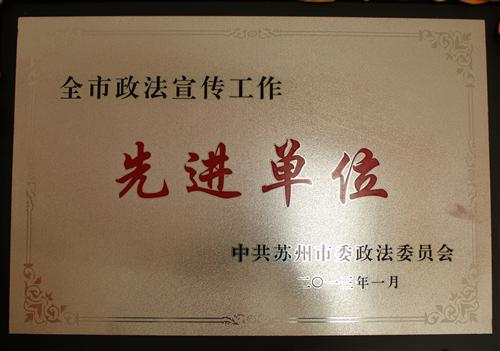 全市政法宣传工作
先进单位
中共苏州市委政法委员会
二〇一三年一月